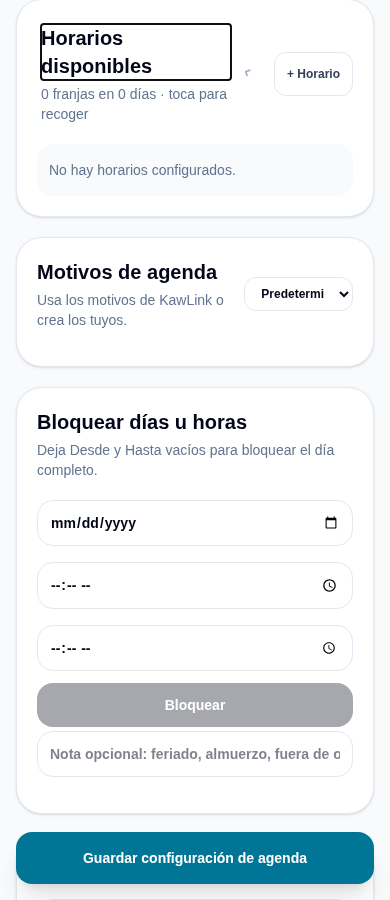 Horarios
disponibles
0 franjas en 0 días · toca para
recoger
+ Horario
No hay horarios configurados.
Motivos de agenda
Usa los motivos de KawLink o
crea los tuyos.
Predetermi
Bloquear días u horas
Deja Desde y Hasta vacíos para bloquear el día
completo.
mm/dd/yyyy
--:-- --
--:-- --
Bloquear
Nota opcional: feriado, almuerzo, fuera de o
Guardar configuración de agenda